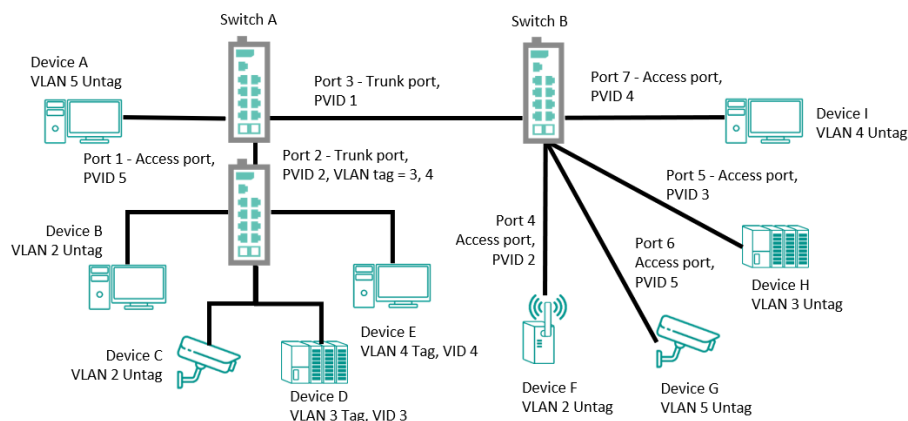 Switch A
Switch B
Device A
VLAN 5 Untag
Port 3 - Trunk port,
PVID 1
Port 7 - Access port,
PVID 4
Device I
VLAN 4 Untag
Port 1 - Access port,
PVID 5
Port 2 - Trunk port,
PVID 2, VLAN tag = 3, 4
Port 5 - Access port,
PVID 3
Device B
VLAN 2 Untag
Port 4
Access port,
PVID 2
Port 6
Access port,
PVID 5
Device H
VLAN 3 Untag
Device E
VLAN 4 Tag, VID 4
Device C
VLAN 2 Untag
Device D
VLAN 3 Tag, VID 3
Device F
VLAN 2 Untag
Device G
VLAN 5 Untag